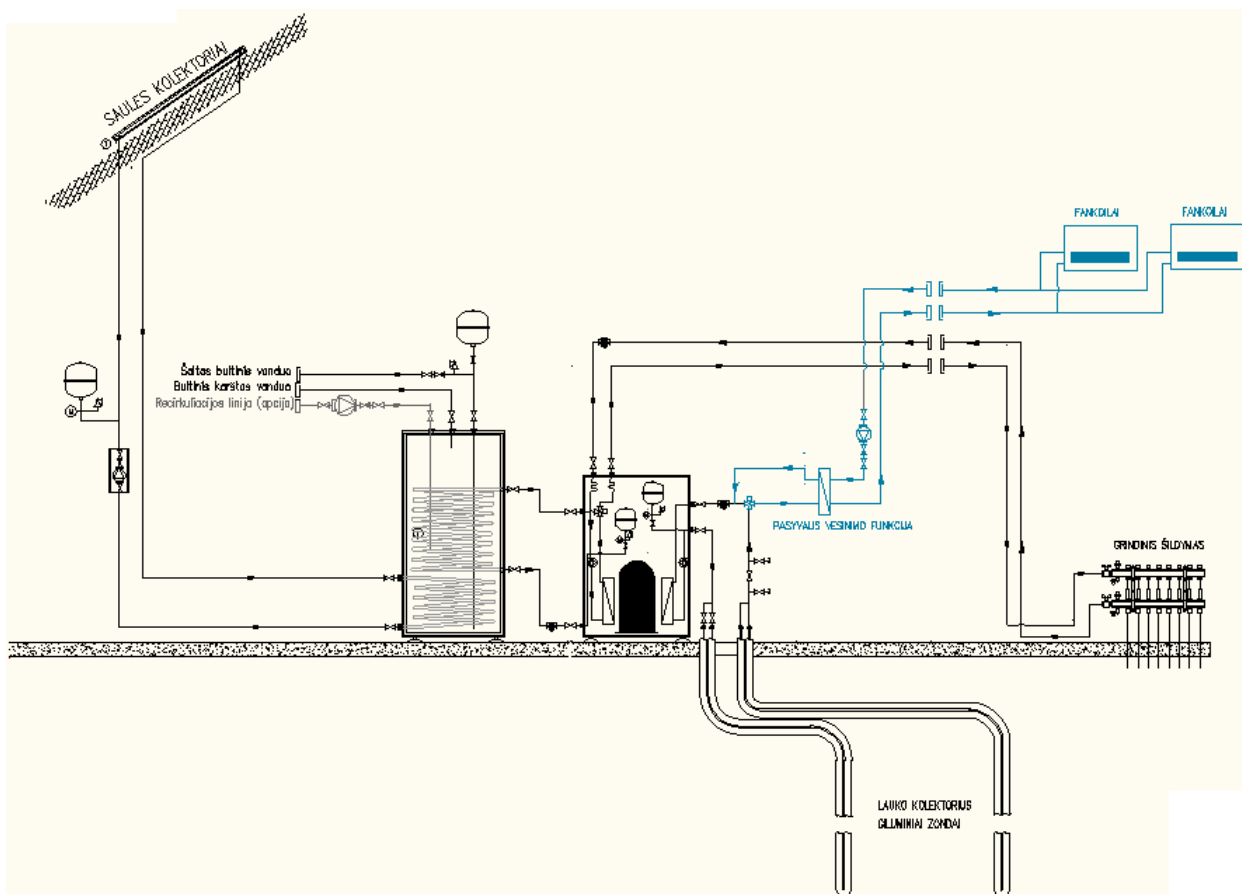 SAULES KOLEKTORIAI
FANKOILAI
FANKOILAI
Šaltas buitinis vanduo
Buitinis karštas vanduo
Recirkuliacijos linija (opcija)
PASYVAUS VĖSINIMO FUNKCIJA
GRINDINIS ŠILDYMAS
LAUKO KOLEKTORIUS
GILUMINIAI ZONDAI